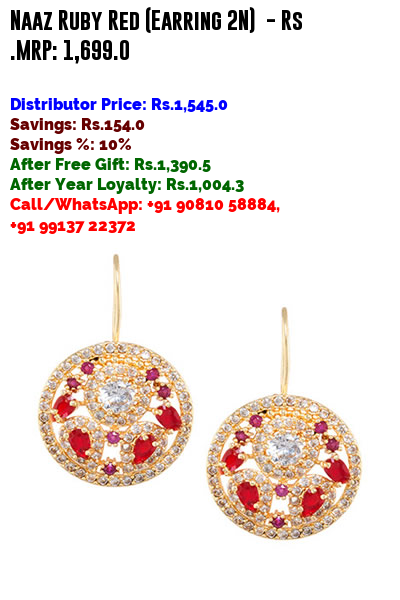 Naaz Ruby Red (Earring 2N) - Rs
.MRP: 1,699.0
Distributor Price: Rs.1,545.0
Savings: Rs.154.0
Savings %: 10%
After Free Gift: Rs.1,390.5
After Year Loyalty: Rs.1,004.3
Call/WhatsApp: +91 90810 58884,
+91 99137 22372